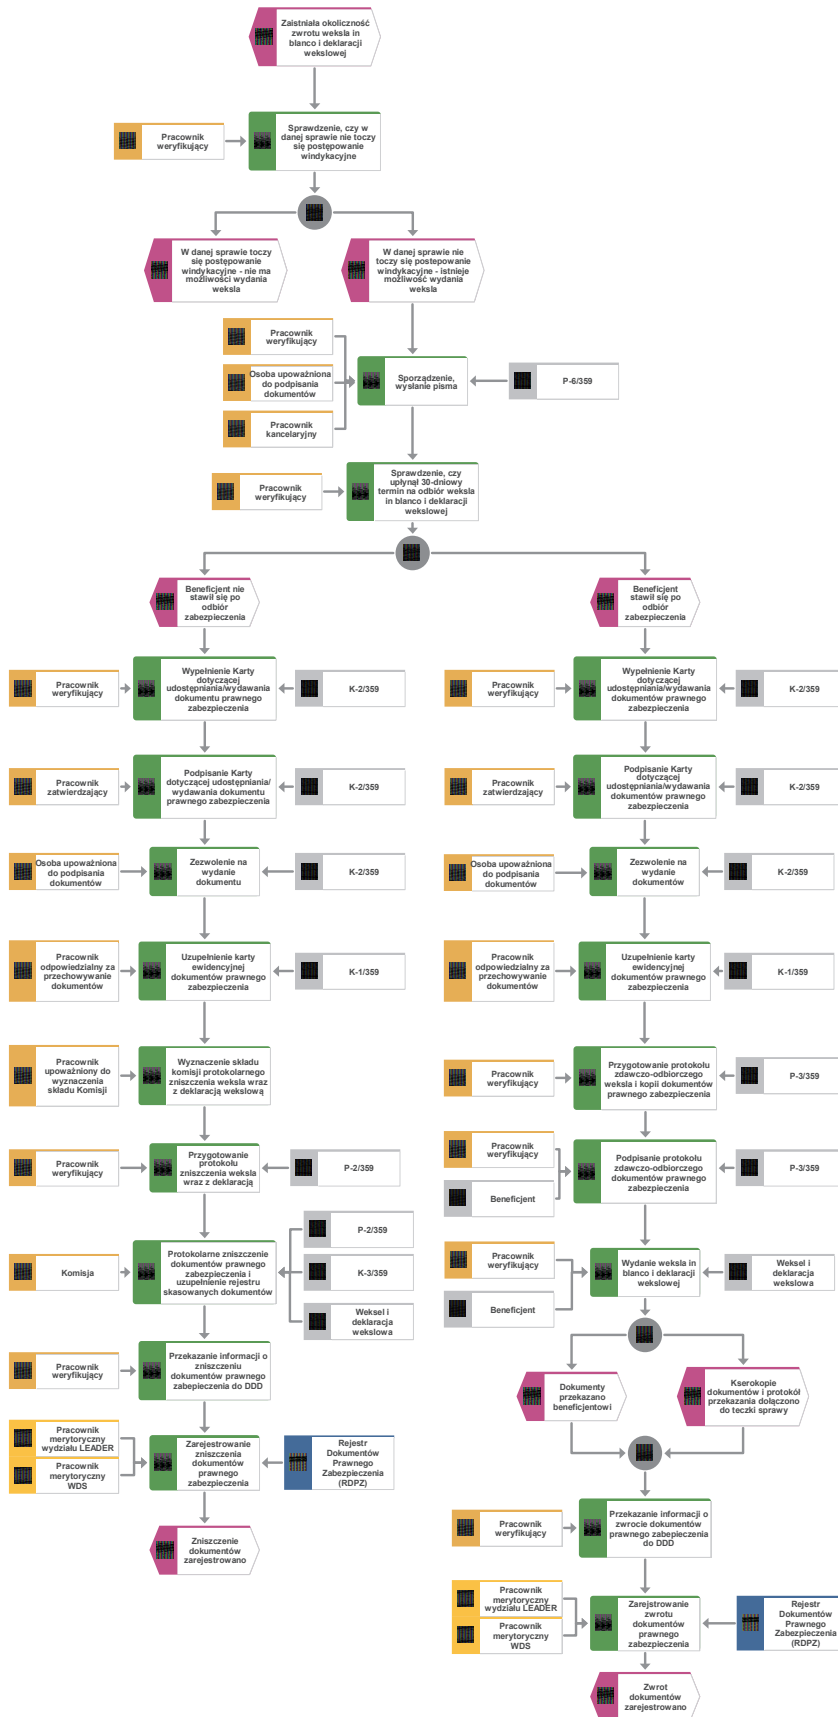 Zaistniała okoliczność
zwrotu weksla in
blanco i deklaracji
wekslowej
Pracownik
weryfikujący
Sprawdzenie, czy w
danej sprawie nie toczy
się postępowanie
windykacyjne
W danej sprawie toczy
się postępowanie
windykacyjne - nie ma
możliwości wydania
weksla
W danej sprawie nie
toczy się postepowanie
windykacyjne - istnieje
możliwość wydania
weksla
Pracownik
weryfikujący
Osoba upoważniona
do podpisania
dokumentów
Pracownik
kancelaryjny
Sporządzenie,
wysłanie pisma
P-6/359
Pracownik
weryfikujący
Sprawdzenie, czy
upłynął 30-dniowy
termin na odbiór weksla
in blanco i deklaracji
wekslowej
Beneficjent nie
stawił się po
odbiór
zabezpieczenia
Beneficjent
stawił się po
odbiór
zabezpieczenia
Pracownik
weryfikujący
Wypełnienie Karty
dotyczącej
udostępniania/wydawania
dokumentu prawnego
zabezpieczenia
K-2/359
Pracownik
weryfikujący
Wypełnienie Karty
dotyczącej
udostępniania/wydawania
dokumentów prawnego
zabezpieczenia
K-2/359
Pracownik
zatwierdzający
Podpisanie Karty
dotyczącej udostępniania/
wydawania dokumentu
prawnego zabezpieczenia
K-2/359
Pracownik
zatwierdzający
Podpisanie Karty
dotyczącej
udostępniania/wydawania
dokumentów prawnego
zabezpieczenia
K-2/359
Osoba upoważniona
do podpisania
dokumentów
Zezwolenie na
wydanie
dokumentu
K-2/359
Osoba upoważniona
do podpisania
dokumentów
Zezwolenie na
wydanie
dokumentów
K-2/359
Pracownik
odpowiedzialny za
przechowywanie
dokumentów
Uzupełnienie karty
ewidencyjnej
dokumentów prawnego
zabezpieczenia
K-1/359
Pracownik
odpowiedzialny za
przechowywanie
dokumentów
Uzupełnienie karty
ewidencyjnej
dokumentów prawnego
zabezpieczenia
K-1/359
Pracownik
upoważniony do
wyznaczenia
składu Komisji
Wyznaczenie składu
komisji protokolarnego
zniszczenia weksla wraz
z deklaracją wekslową
Pracownik
weryfikujący
Przygotowanie protokołu
zdawczo-odbiorczego
weksla i kopii dokumentów
prawnego zabezpieczenia
P-3/359
Pracownik
weryfikujący
Przygotowanie
protokołu
zniszczenia weksla
wraz z deklaracją
P-2/359
Pracownik
weryfikujący
Beneficjent
Podpisanie protokołu
zdawczo-odbiorczego
dokumentów prawnego
zabezpieczenia
P-3/359
Komisja
Protokolarne zniszczenie
dokumentów prawnego
zabezpieczenia i
uzupełnienie rejestru
skasowanych dokumentów
P-2/359
K-3/359
Weksel i
deklaracja
wekslowa
Pracownik
weryfikujący
Beneficjent
Wydanie weksla in
blanco i deklaracji
wekslowej
Weksel i
deklaracja
wekslowa
Pracownik
weryfikujący
Przekazanie informacji o
zniszczeniu dokumentów
prawnego
zabepieczenia do DDD
Dokumenty
przekazano
beneficjentowi
Kserokopie
dokumentów i protokół
przekazania dołączono
do teczki sprawy
Pracownik
merytoryczny
wydziału LEADER
Pracownik
merytoryczny
WDS
Zarejestrowanie
zniszczenia
dokumentów
prawnego
zabezpieczenia
Rejestr
Dokumentów
Prawnego
Zabezpieczenia
(RDPZ)
Zniszczenie
dokumentów
zarejestrowano
Pracownik
weryfikujący
Przekazanie informacji o
zwrocie dokumentów
prawnego zabepieczenia
do DDD
Pracownik
merytoryczny
wydziału LEADER
Pracownik
merytoryczny
WDS
Zarejstrowanie
zwrotu
dokumentów
prawnego
zabezpieczenia
Rejestr
Dokumentów
Prawnego
Zabezpieczenia
(RDPZ)
Zwrot
dokumentów
zarejestrowano